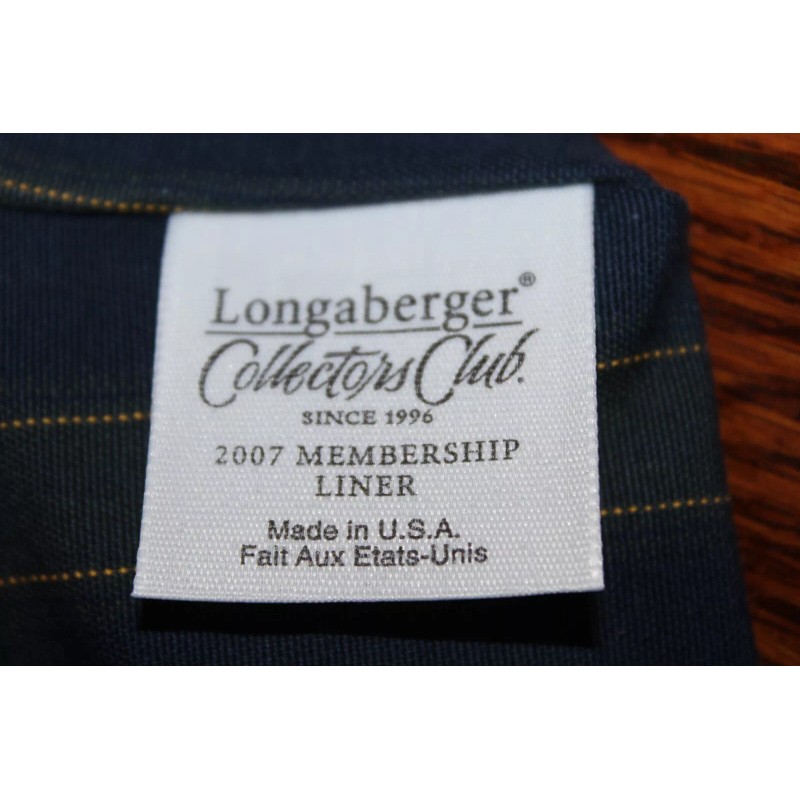 Longaberger®
Collectors Club.
SINCE 1996
2007 MEMBERSHIP
LINER
Made in U.S.A.
Fait Aux Etats-Unis